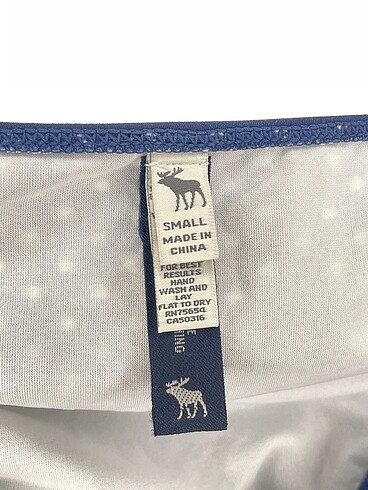 SMALL
MADE IN
CHINA
FOR BEST
RESULTS
HAND
WASH AND
LAY
FLAT TO DRY
RN75654
CA50316